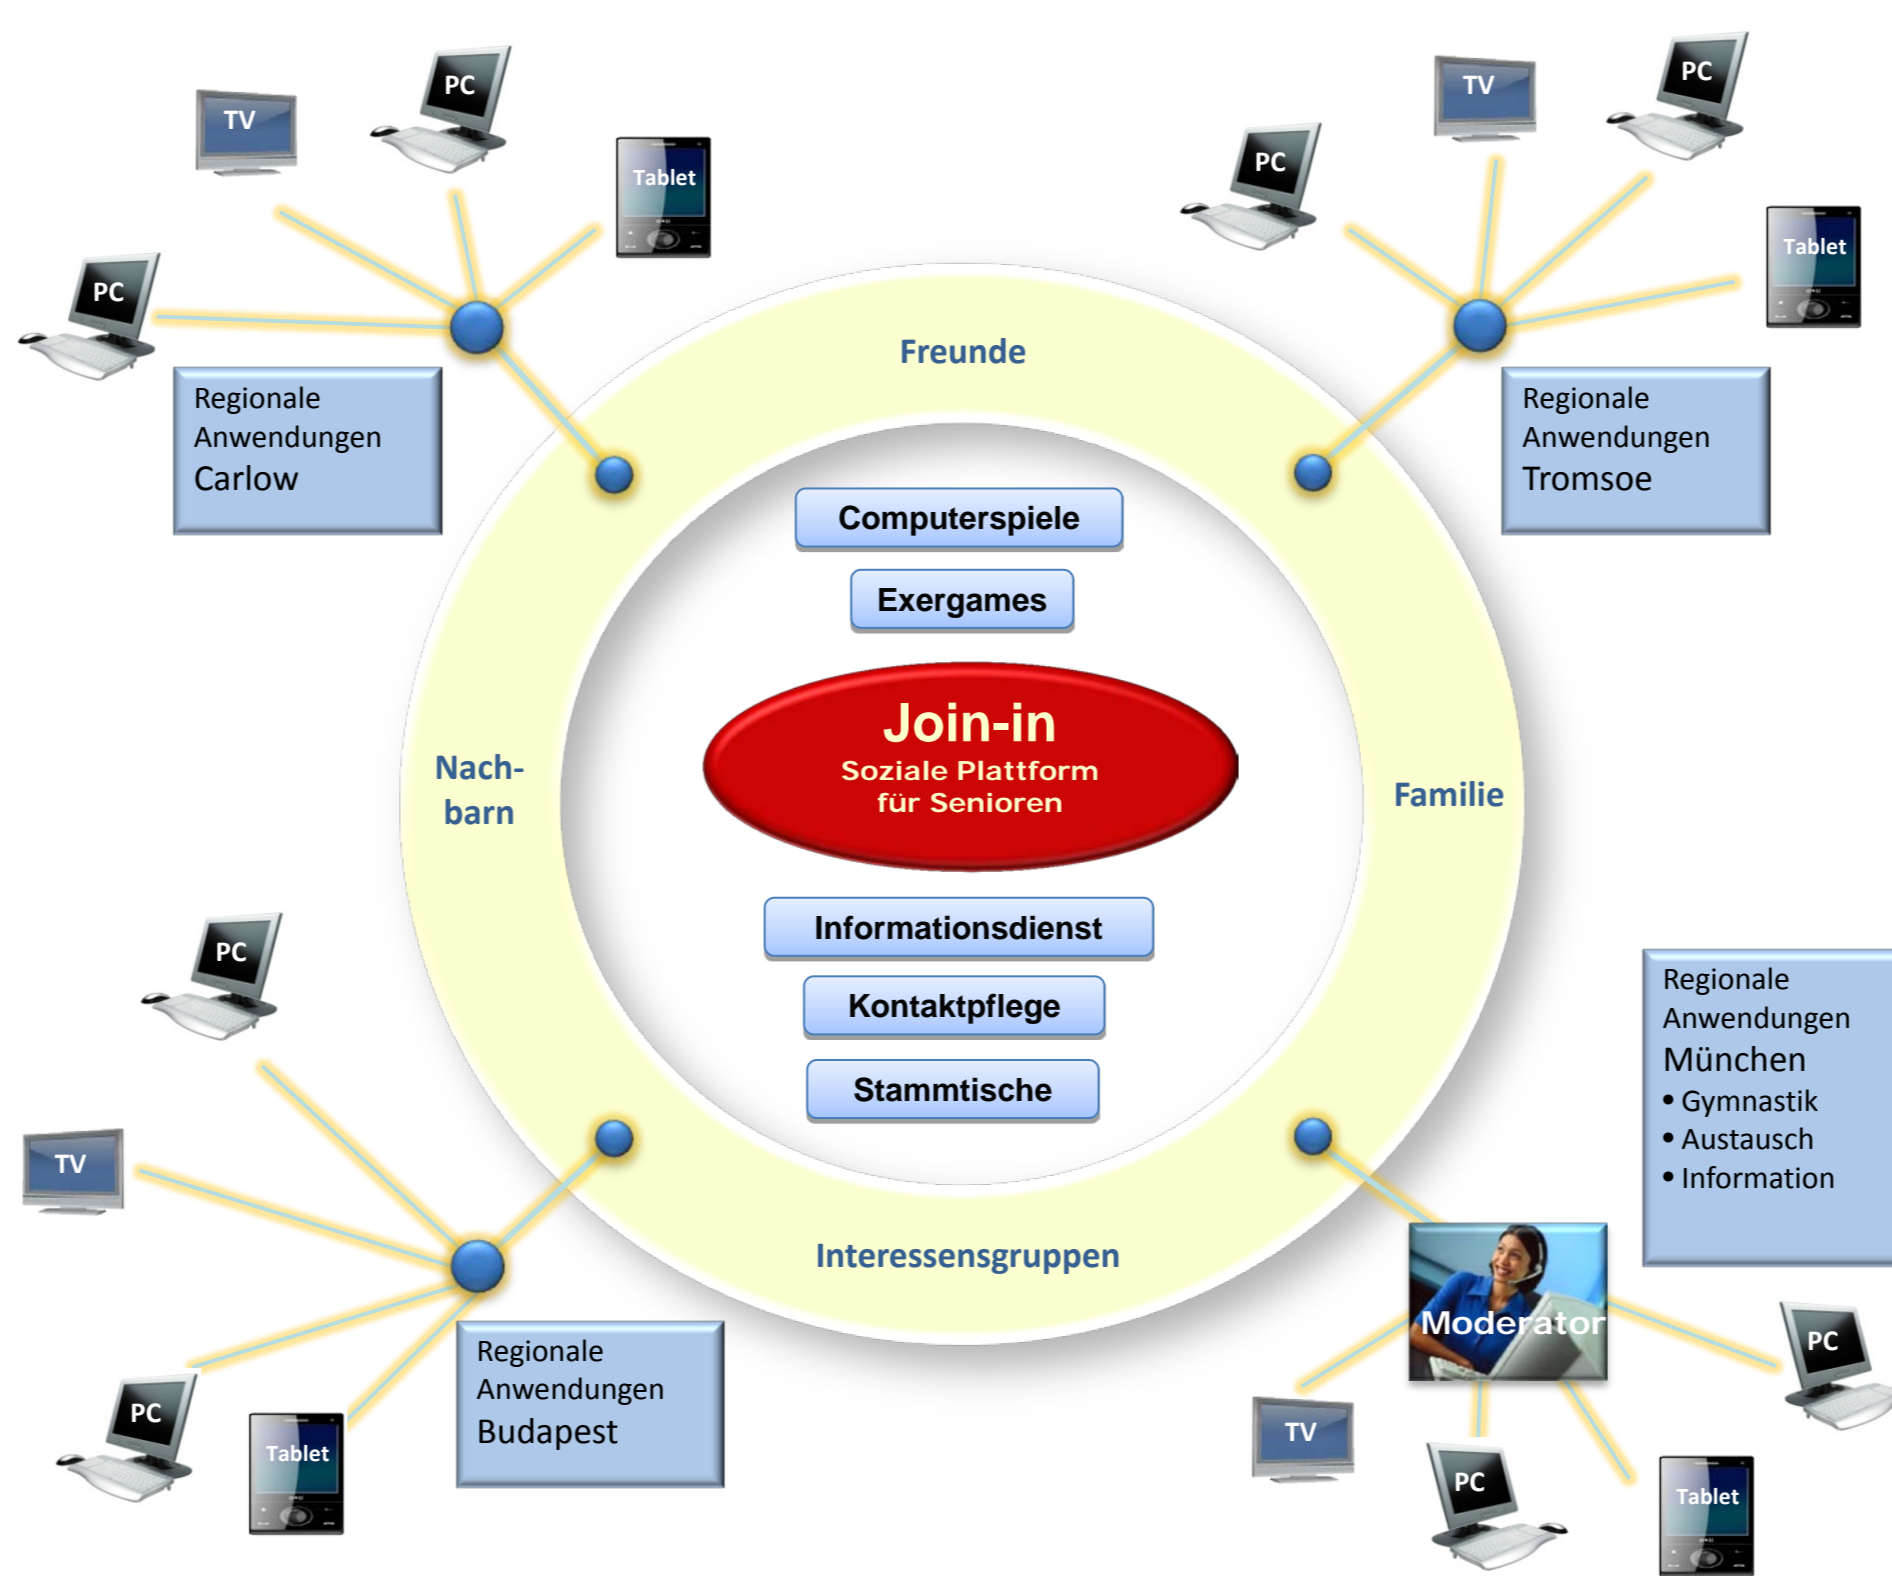 PC
TV
Tablet
PC
Regionale
Anwendungen
Carlow
TV
PC
PC
Tablet
Regionale
Anwendungen
Tromsoe
Freunde
Computerspiele
Exergames
Join-in
Soziale Plattform
für Senioren
Nach-
barn
Familie
Informationsdienst
Kontaktpflege
Stammtische
Interessensgruppen
PC
TV
PC
Tablet
Regionale
Anwendungen
Budapest
Regionale
Anwendungen
München
• Gymnastik
• Austausch
• Information
Moderator
PC
TV
PC
Tablet